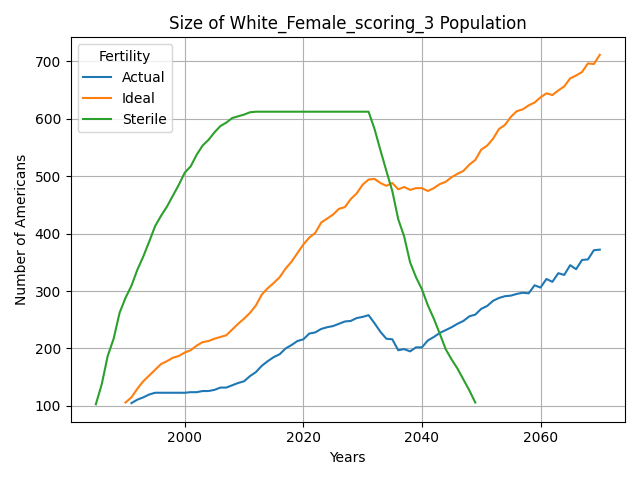 Size of White_Female_scoring_3 Population
Fertility
Actual
Ideal
Sterile
Number of Americans
700
600
500
400
300
200
100
2000
2020
2040
2060
Years